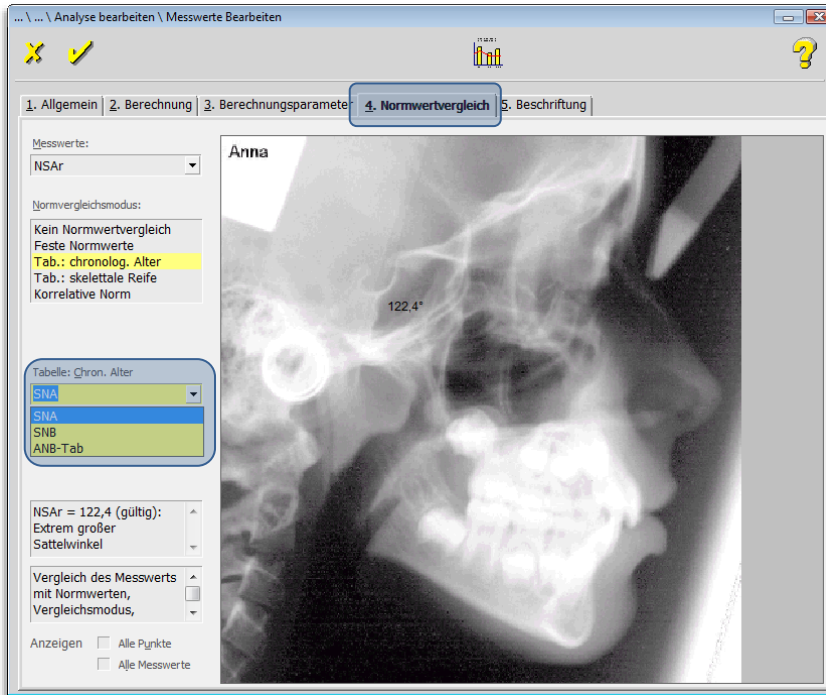 ... \ ... \ Analyse bearbeiten \ Messwerte Bearbeiten
?
1. Allgemein
2. Berechnung
3. Berechnungsparameter
4. Normwertvergleich
5. Beschriftung
Messwerte:
NSAr
Normvergleichsmodus:
Kein Normwertvergleich
Feste Normwerte
Tab.: chronolog. Alter
Tab.: skelettale Reife
Korrelative Norm
Tabelle: Chron. Alter
SNA
SNA
SNB
ANB-Tab
NSAr = 122,4 (gültig):
Extrem großer
Sattelwinkel
Vergleich des Messwerts
mit Normwerten,
Vergleichsmodus,
Anzeigen
Alle Punkte
Alle Messwerte
Anna
122,4°